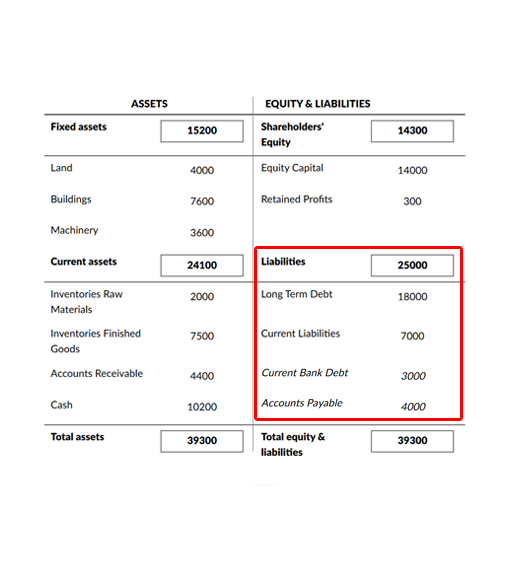 ASSETS EQUITY & LIABILITIES
Fixed assets 15200 Shareholders' 14300
Equity
Land 4000 Equity Capital 14000
Buildings 7600 Retained Profits 300
Machinery 3600
Current assets 24100 Liabilities 25000
Inventories Raw 2000 Long Term Debt 18000
Materials
Inventories Finished 7500 Current Liabilities 7000
Goods
Accounts Receivable 4400 Current Bank Debt 3000
Cash 10200 Accounts Payable 4000
Total assets 39300 Total equity & 39300
liabilities